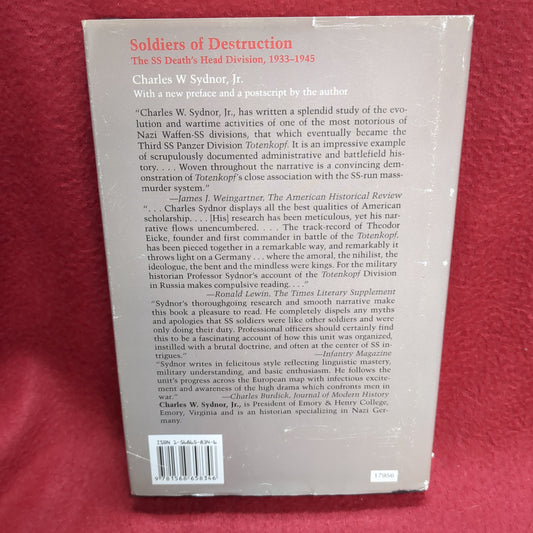 Soldiers of Destruction
The SS Death's Head Division, 1933–1945
Charles W Sydnor, Jr.
With a new preface and a postscript by the author
"Charles W. Sydnor, Jr., has written a splendid study of the evo-
lution and wartime activities of one of the most notorious of
Nazi Waffen-SS divisions, that which eventually became the
Third SS Panzer Division Totenkopf. It is an impressive example
of scrupulously documented administrative and battlefield his-
tory. . . . Woven throughout the narrative is a convincing dem-
onstration of Totenkopf's close association with the SS-run mass-
murder system."
—James J. Weingartner, The American Historical Review
". . . Charles Sydnor displays all the best qualities of American
scholarship. . . . [His] research has been meticulous, yet his nar-
rative flows unencumbered. . . . The track-record of Theodor
Eicke, founder and first commander in battle of the Totenkopf,
has been pieced together in a remarkable way, and remarkably it
throws light on a Germany . . . where the amoral, the nihilist, the
ideologue, the bent and the mindless were kings. For the military
historian Professor Sydnor's account of the Totenkopf Division
in Russia makes compulsive reading. . . ."
—Ronald Lewin, The Times Literary Supplement
"Sydnor's thoroughgoing research and smooth narrative make
this book a pleasure to read. He completely dispels any myths
and apologies that SS soldiers were like other soldiers and were
only doing their duty. Professional officers should certainly find
this to be a fascinating account of how this unit was organized,
instilled with a brutal doctrine, and often at the center of SS in-
trigues." —Infantry Magazine
"Sydnor writes in felicitous style reflecting linguistic mastery,
military understanding, and basic enthusiasm. He follows the
unit's progress across the European map with infectious excite-
ment and awareness of the high drama which confronts men in
war." —Charles Burdick, Journal of Modern History
Charles W. Sydnor, Jr., is President of Emory & Henry College,
Emory, Virginia and is an historian specializing in Nazi Ger-
many.
ISBN 1-56865-834-6
9 781568 658346
17956